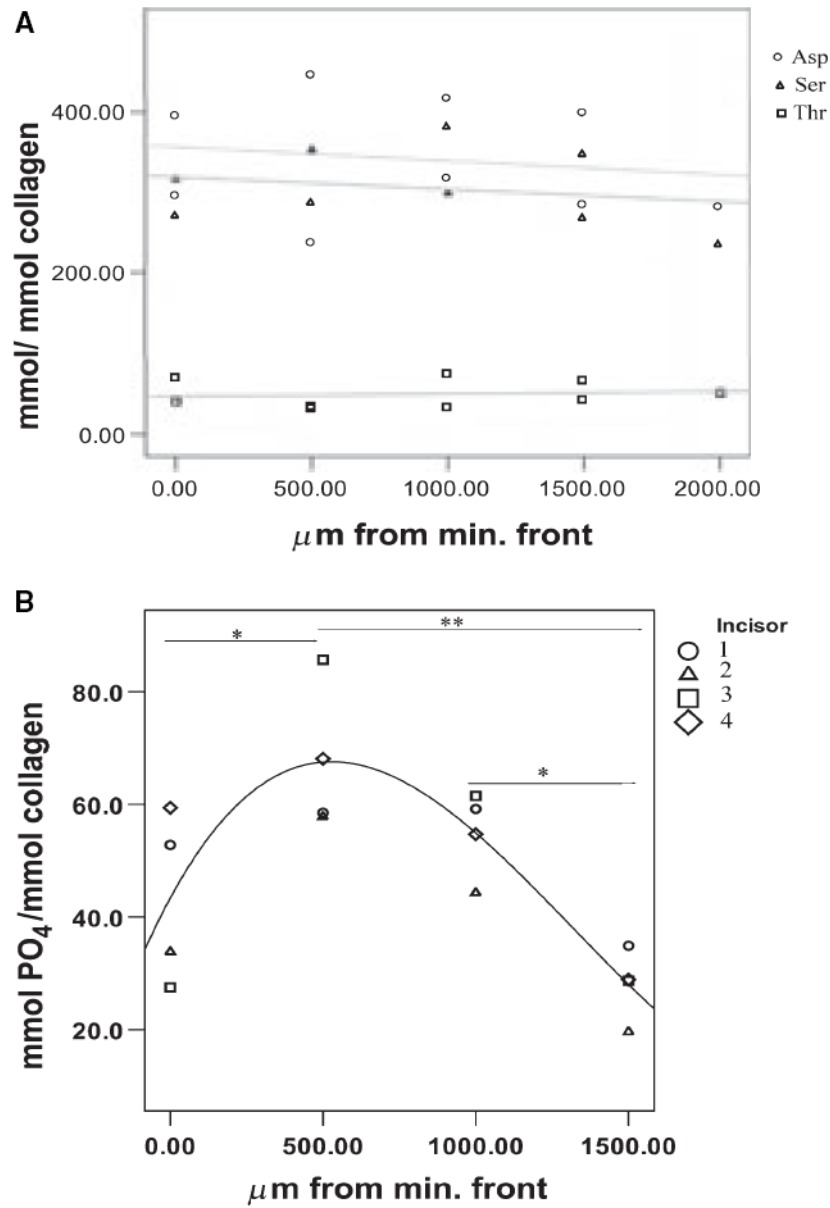 A
Asp
Ser
Thr
400.00
200.00
0.00
mmol/ mmol collagen
0.00 500.00 1000.00 1500.00 2000.00
μm from min. front
B
* **
*
Incisor
1
2
3
4
80.0
60.0
40.0
20.0
mmol PO₄/mmol collagen
0.00 500.00 1000.00 1500.00
μm from min. front